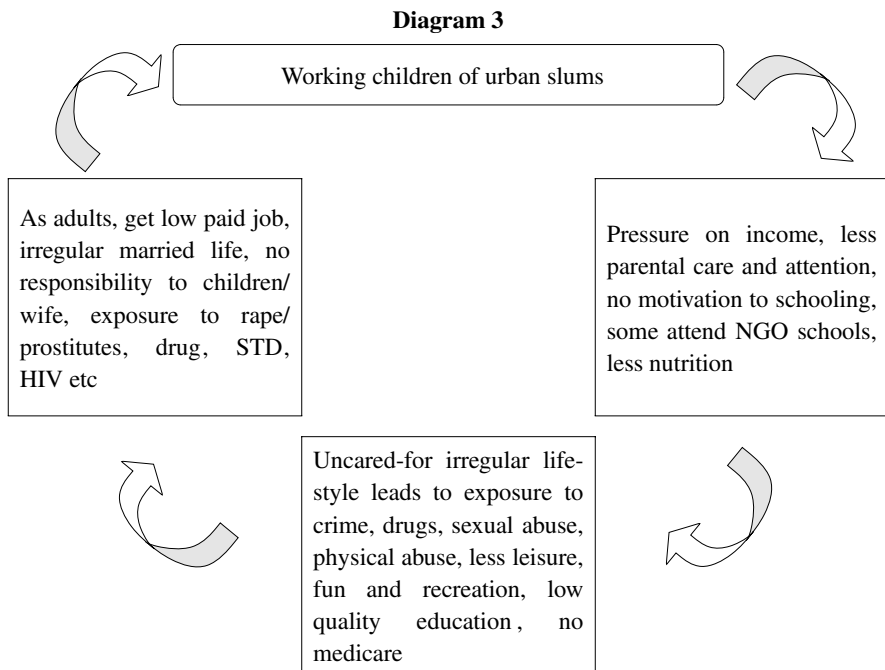 Diagram 3
Working children of urban slums
Pressure on income, less
parental care and attention,
no motivation to schooling,
some attend NGO schools,
less nutrition
Uncared-for irregular life-
style leads to exposure to
crime, drugs, sexual abuse,
physical abuse, less leisure,
fun and recreation, low
quality education , no
medicare
As adults, get low paid job,
irregular married life, no
responsibility to children/
wife, exposure to rape/
prostitutes, drug, STD,
HIV etc